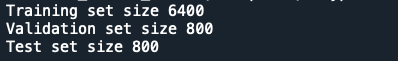 Training set size 6400
Validation set size 800
Test set size 800